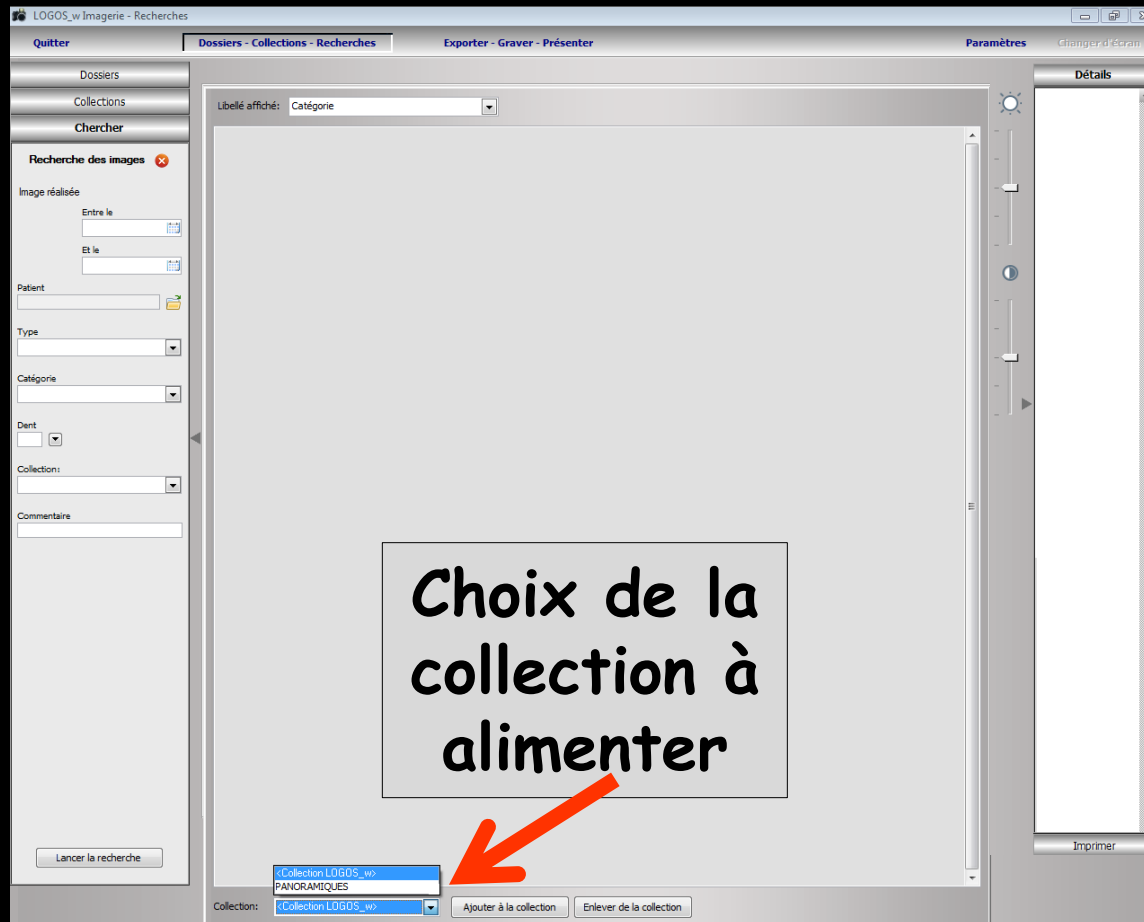 LOGOS_w Imagerie - Recherches
Quitter
Dossiers - Collections - Recherches
Exporter - Graver - Présenter
Paramètres
Changer d'Écran
Dossiers
Collections
Chercher
Recherche des images
Image réalisée
Entre le
Et le
Patient
Type
Catégorie
Dent
Collection:
Commentaire
Lancer la recherche
Libellé affiché: Catégorie
Détails
Choix de la
collection à
alimenter
Imprimer
<Collection LOGOS_w>
PANORAMIQUES
Collection: <Collection LOGOS_w>
Ajouter à la collection
Enlever de la collection